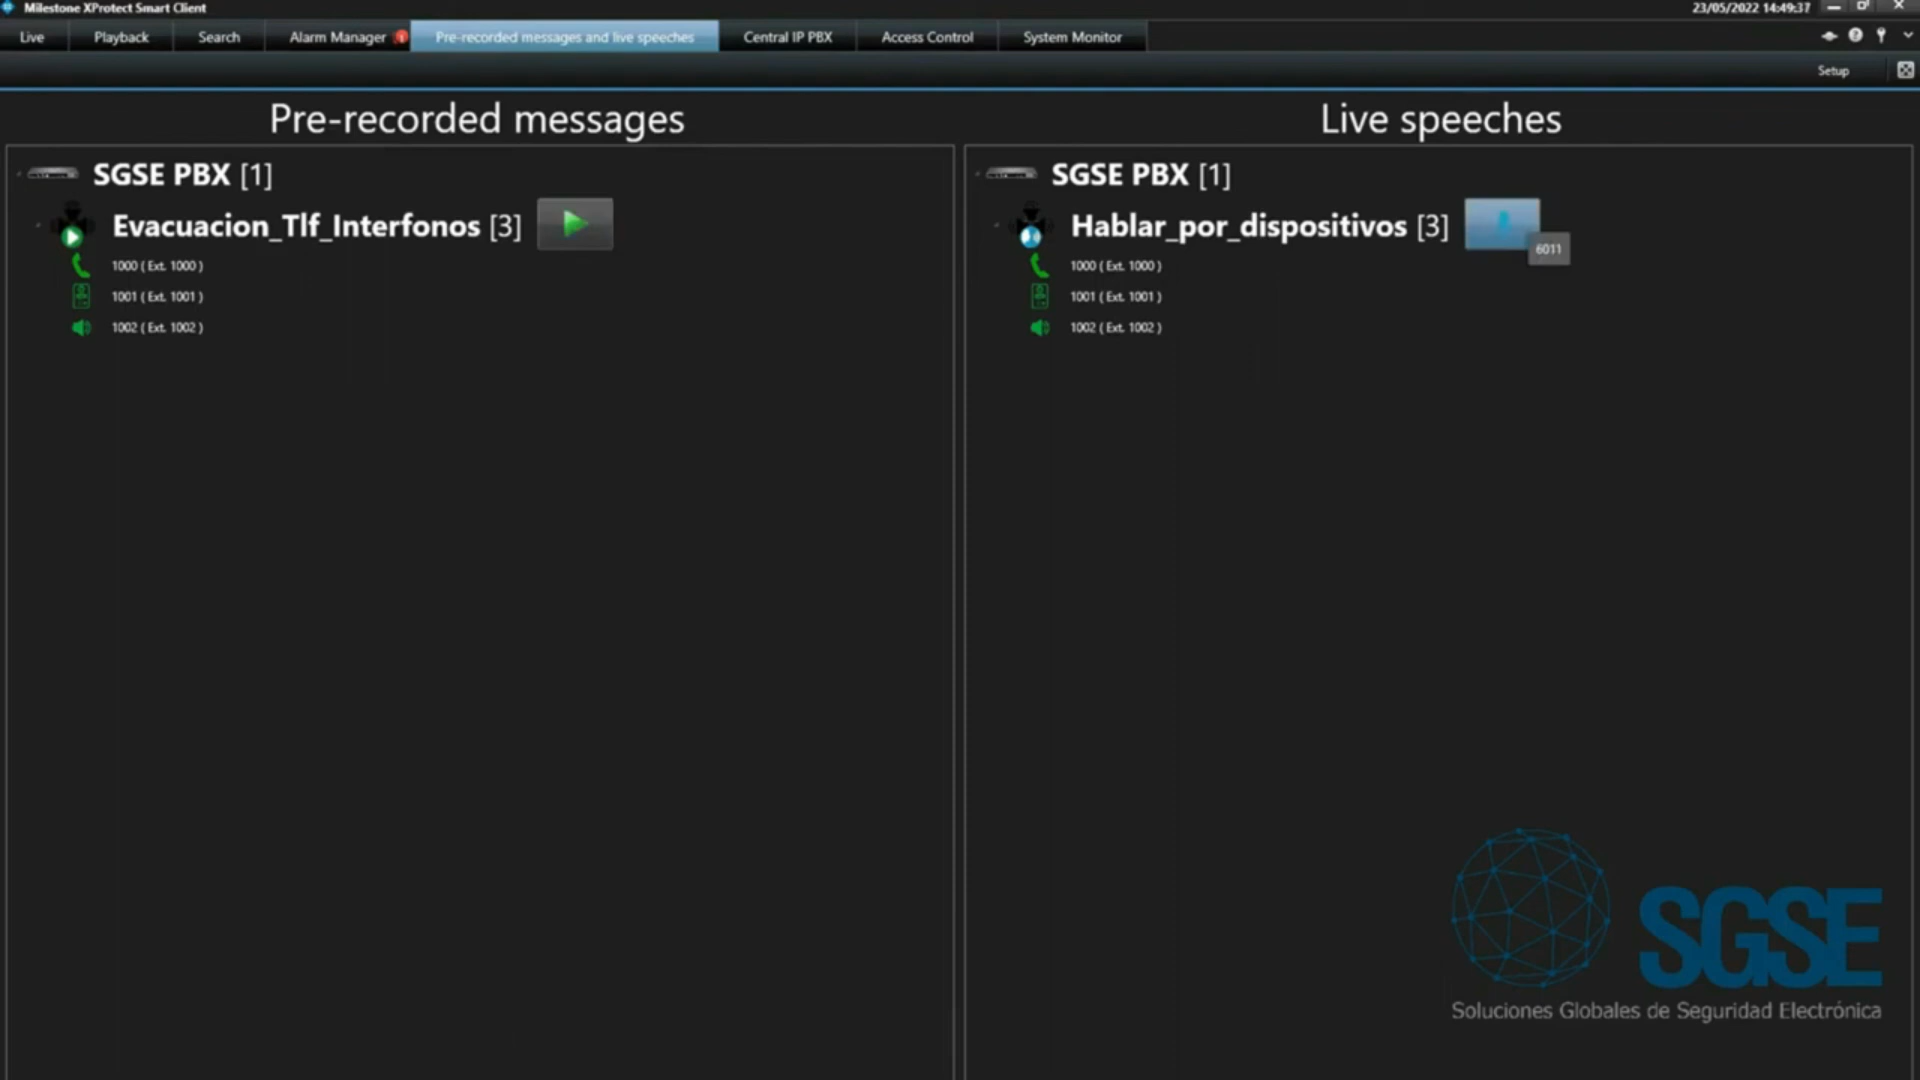 Milestone XProtect Smart Client
23/05/2022 14:49:37
Live
Playback
Search
Alarm Manager
Pre-recorded messages and live speeches
Central IP PBX
Access Control
System Monitor
Setup
Pre-recorded messages
SGSE PBX [1]
Evacuacion_Tlf_Interfonos [3]
1000 ( Ext. 1000 )
1001 ( Ext. 1001 )
1002 ( Ext. 1002 )
Live speeches
SGSE PBX [1]
Hablar_por_dispositivos [3]
6011
1000 ( Ext. 1000 )
1001 ( Ext. 1001 )
1002 ( Ext. 1002 )
SGSE
Soluciones Globales de Seguridad Electrónica